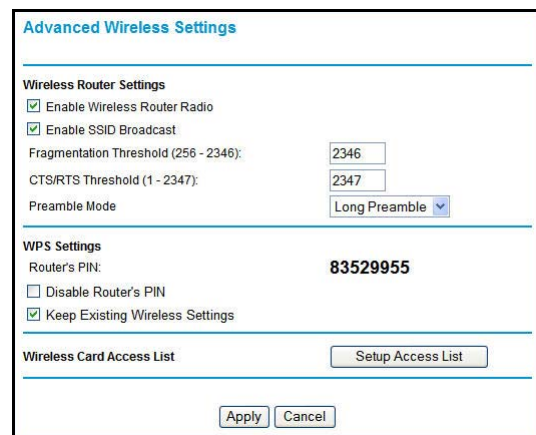 Advanced Wireless Settings
Wireless Router Settings
Enable Wireless Router Radio
Enable SSID Broadcast
Fragmentation Threshold (256 - 2346): 2346
CTS/RTS Threshold (1 - 2347): 2347
Preamble Mode Long Preamble
WPS Settings
Router's PIN: 83529955
Disable Router's PIN
Keep Existing Wireless Settings
Wireless Card Access List Setup Access List
Apply Cancel